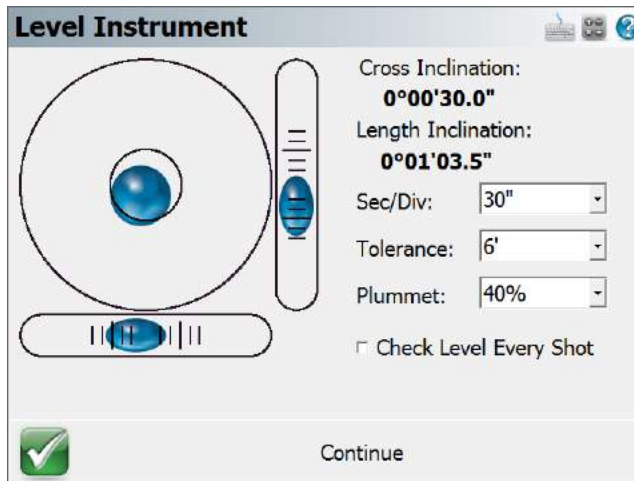 Level Instrument
Cross Inclination:
0°00'30.0"
Length Inclination:
0°01'03.5"
Sec/Div: 30"
Tolerance: 6'
Plummet: 40%
Check Level Every Shot
Continue